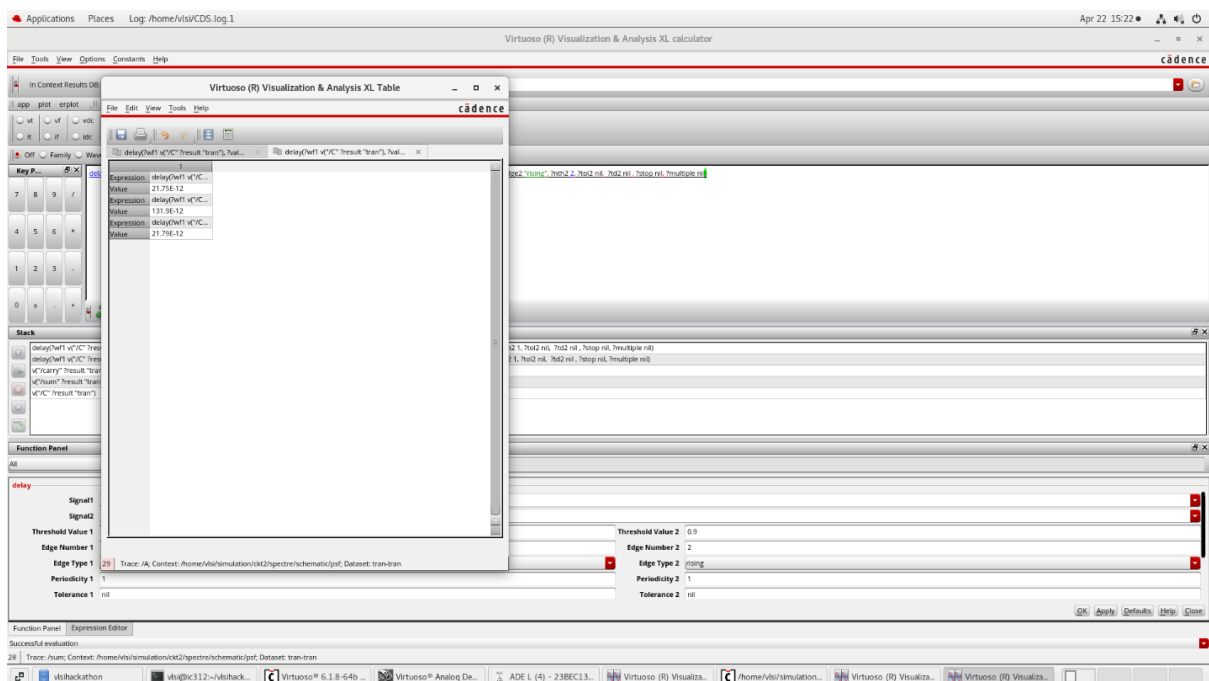 Applications Places Log: /home/vlsi/CDS.log.1 Apr 22 15:22
Virtuoso (R) Visualization & Analysis XL calculator
File Tools View Options Constants Help cādence
In Context Results DB:
app plot erplot
vt vf vdc
it if idc
Off Family Wave
Key P...
7 8 9 /
4 5 6 *
1 2 3 -
0 ± . +
Virtuoso (R) Visualization & Analysis XL Table
File Edit View Tools Help cādence
delay(?wf1 v("/C" ?result "tran"), ?val... delay(?wf1 v("/C" ?result "tran"), ?val...
1
Expression delay(?wf1 v("/C...
Value 21.75E-12
Expression delay(?wf1 v("/C...
Value 131.9E-12
Expression delay(?wf1 v("/C...
Value 21.79E-12
29 Trace: /A; Context: /home/vlsi/simulation/ckt2/spectre/schematic/psf; Dataset: tran-tran
"rising", ?nth2 2, ?tol2 nil, ?td2 nil , ?stop nil, ?multiple nil)
Stack
delay(?wf1 v("/C" ?res 1, ?tol2 nil, ?td2 nil , ?stop nil, ?multiple nil)
delay(?wf1 v("/C" ?res 1, ?tol2 nil, ?td2 nil , ?stop nil, ?multiple nil)
v("/carry" ?result "tran
v("/sum" ?result "tran
v("/C" ?result "tran")
Function Panel
All
delay
Signal1
Signal2
Threshold Value 1 Threshold Value 2 0.9
Edge Number 1 Edge Number 2 2
Edge Type 1 Edge Type 2 rising
Periodicity 1 1 Periodicity 2 1
Tolerance 1 nil Tolerance 2 nil
OK Apply Defaults Help Close
Function Panel Expression Editor
Successful evaluation
28 Trace: /sum; Context: /home/vlsi/simulation/ckt2/spectre/schematic/psf; Dataset: tran-tran
vlsihackathon vlsi@ic312:~/vlsihack... Virtuoso® 6.1.8-64b ... Virtuoso® Analog De... ADE L (4) - 23BEC13... Virtuoso (R) Visualiza... /home/vlsi/simulation... Virtuoso (R) Visualiza... Virtuoso (R) Visualiza...